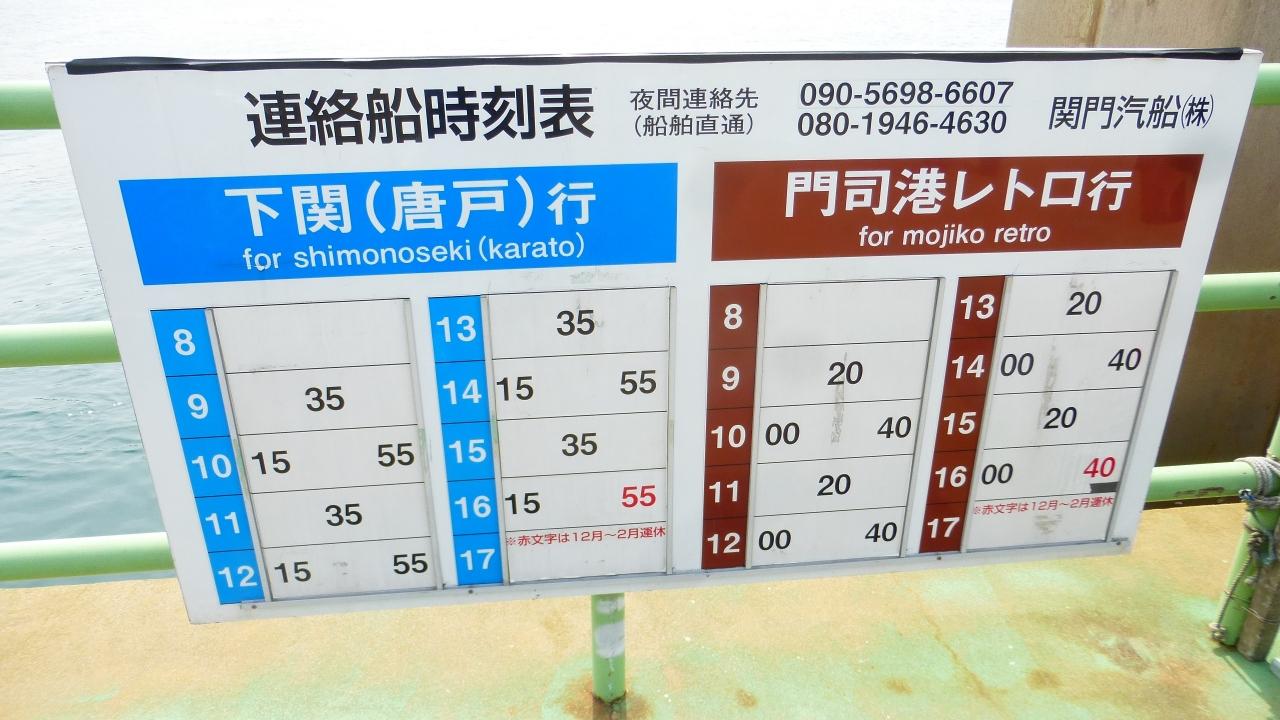 連絡船時刻表 夜間連絡先 090-5698-6607 関門汽船㈱
(船舶直通) 080-1946-4630
下関(唐戸)行
for shimonoseki (karato)
8
9 35
10 15 55
11 35
12 15 55
13 35
14 15 55
15 35
16 15 55
※赤文字は12月～2月運休
17
門司港レトロ行
for mojiko retro
8
9 20
10 00 40
11 20
12 00 40
13 20
14 00 40
15 20
16 00 40
※赤文字は12月～2月運休
17